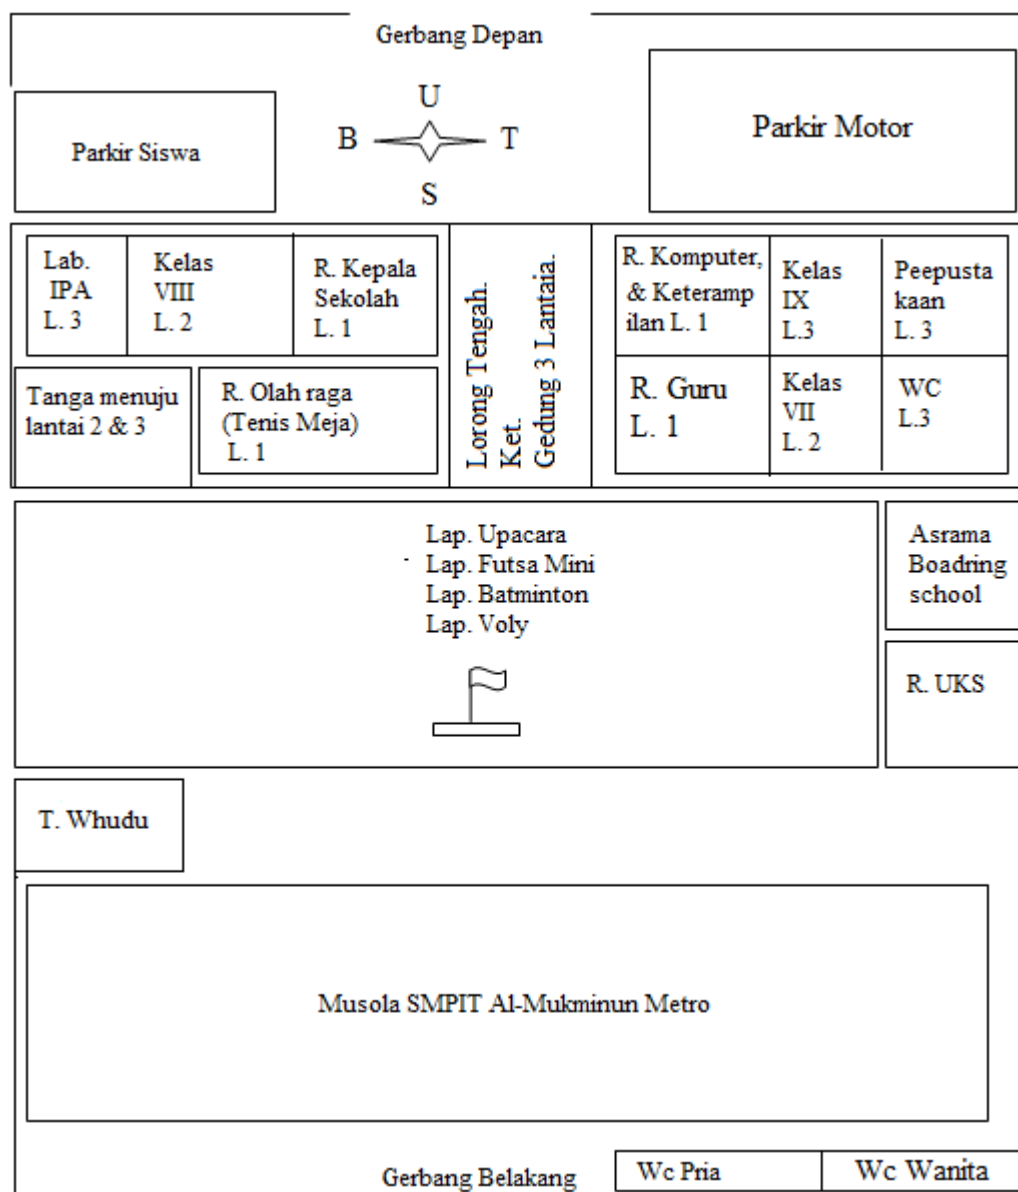 Gerbang Depan
U
B
T
S
Parkir Siswa
Parkir Motor
Lab.
IPA
L. 3
Kelas
VIII
L. 2
R. Kepala
Sekolah
L. 1
Tanga menuju
lantai 2 & 3
R. Olah raga
(Tenis Meja)
L. 1
Lorong Tengah.
Ket.
Gedung 3 Lantaia.
R. Komputer,
& Keteramp
ilan L. 1
Kelas
IX
L.3
Peepusta
kaan
L. 3
R. Guru
L. 1
Kelas
VII
L. 2
WC
L.3
Lap. Upacara
Lap. Futsa Mini
Lap. Batminton
Lap. Voly
Asrama
Boadring
school
R. UKS
T. Whudu
Musola SMPIT Al-Mukminun Metro
Gerbang Belakang
Wc Pria
Wc Wanita